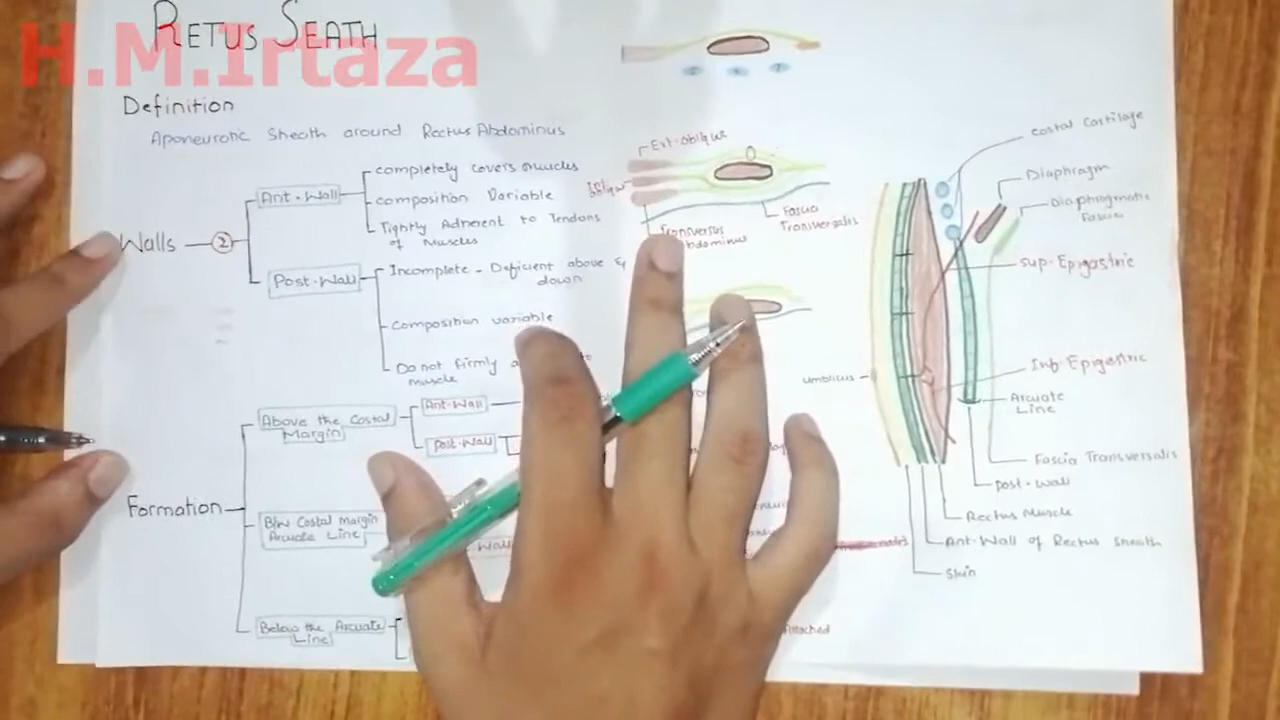 RETUS SEATH
H.M.Irtaza
Definition
Aponeurotic Sheath around Rectus Abdominus
Walls
2
Ant. Wall
completely covers muscles
composition Variable
Tightly Adherent to Tendons
of Muscles
Post. Wall
Incomplete - Deficient above &
down
composition variable
Do not firmly
muscle
Formation
Above the Costal
Margin
Ant. Wall
Post. Wall
B/w Costal Margin
Arcuate Line
Wall
Below the Arcuate
Line
Attached
Ext. oblique
Transversus
bdominus
Fascia
Transversalis
Costal Cartilage
Diaphragm
Diaphragmatic
Fascia
Sup. Epigastric
Inf. Epigastric
umblicus
Arcuate
Line
Fascia Transversalis
Post. Wall
Rectus Muscle
Ant. Wall of Rectus sheath
Skin